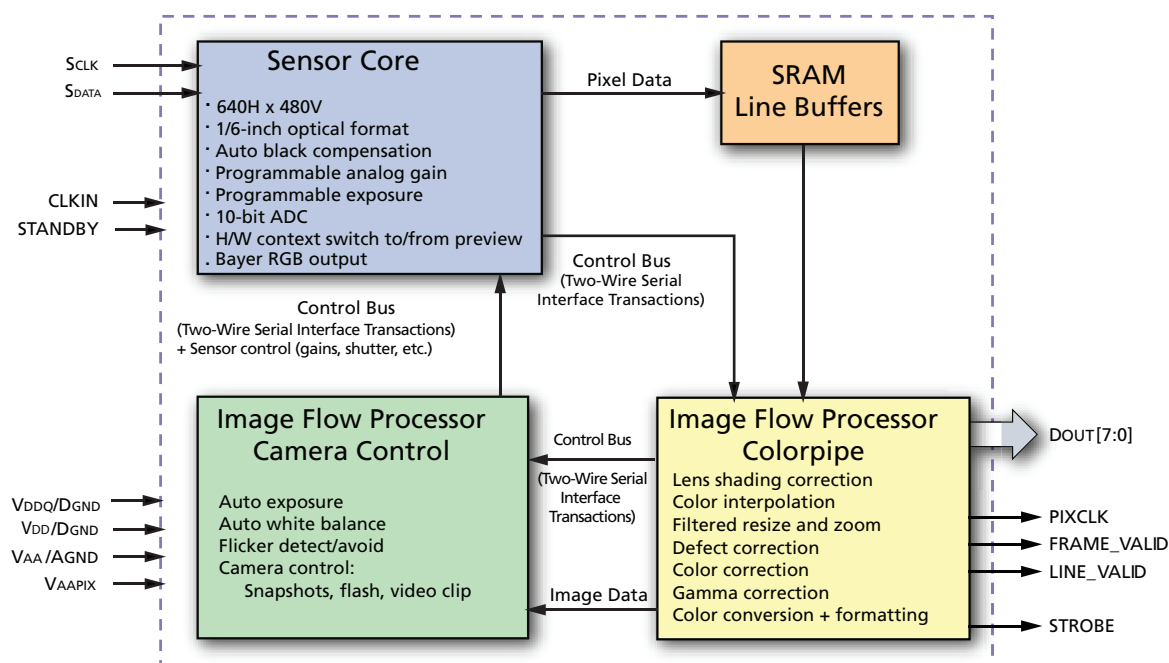 Sensor Core
· 640H x 480V
· 1/6-inch optical format
· Auto black compensation
· Programmable analog gain
· Programmable exposure
· 10-bit ADC
· H/W context switch to/from preview
. Bayer RGB output
SCLK
SDATA
CLKIN
STANDBY
Pixel Data
SRAM
Line Buffers
Control Bus
(Two-Wire Serial
Interface Transactions)
Control Bus
(Two-Wire Serial Interface Transactions)
+ Sensor control (gains, shutter, etc.)
Image Flow Processor
Camera Control
Auto exposure
Auto white balance
Flicker detect/avoid
Camera control:
Snapshots, flash, video clip
VDDQ/DGND
VDD/DGND
VAA/AGND
VAAPIX
Control Bus
(Two-Wire Serial
Interface
Transactions)
Image Data
Image Flow Processor
Colorpipe
Lens shading correction
Color interpolation
Filtered resize and zoom
Defect correction
Color correction
Gamma correction
Color conversion + formatting
DOUT[7:0]
PIXCLK
FRAME_VALID
LINE_VALID
STROBE